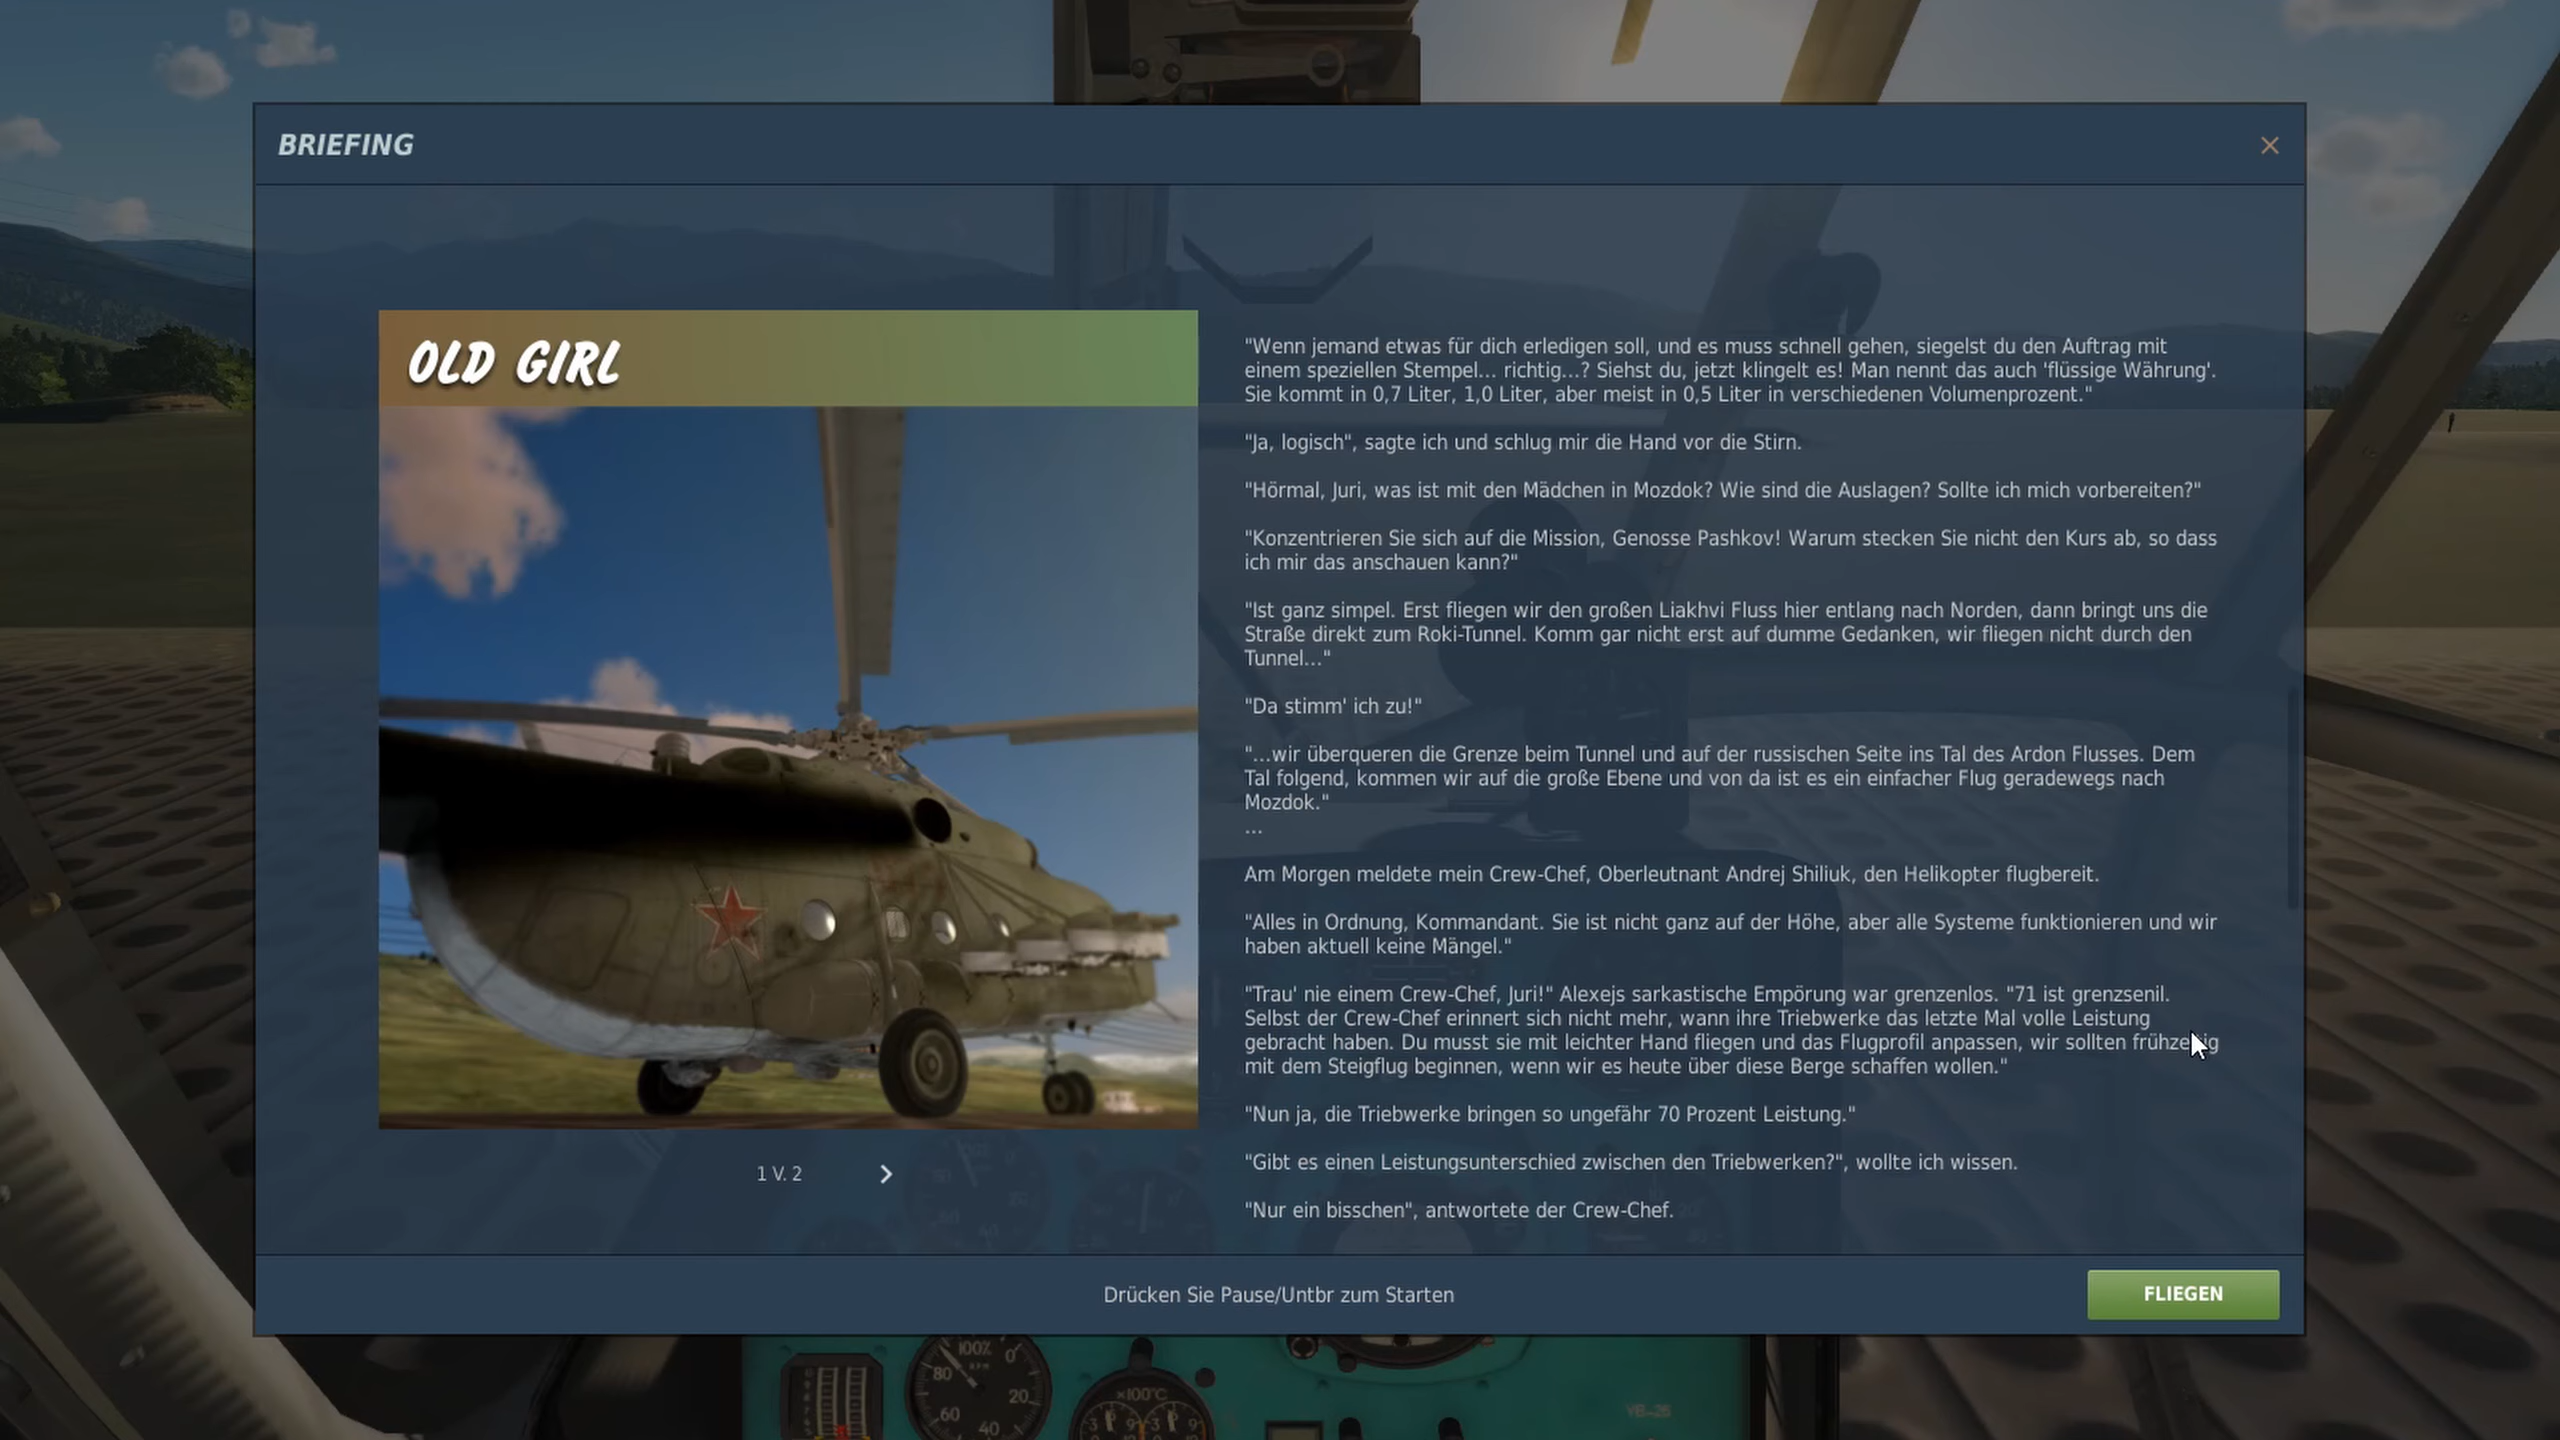 BRIEFING
OLD GIRL
"Wenn jemand etwas für dich erledigen soll, und es muss schnell gehen, siegelst du den Auftrag mit
einem speziellen Stempel... richtig...? Siehst du, jetzt klingelt es! Man nennt das auch 'flüssige Währung'.
Sie kommt in 0,7 Liter, 1,0 Liter, aber meist in 0,5 Liter in verschiedenen Volumenprozent."
"Ja, logisch", sagte ich und schlug mir die Hand vor die Stirn.
"Hörmal, Juri, was ist mit den Mädchen in Mozdok? Wie sind die Auslagen? Sollte ich mich vorbereiten?"
"Konzentrieren Sie sich auf die Mission, Genosse Pashkov! Warum stecken Sie nicht den Kurs ab, so dass
ich mir das anschauen kann?"
"Ist ganz simpel. Erst fliegen wir den großen Liakhvi Fluss hier entlang nach Norden, dann bringt uns die
Straße direkt zum Roki-Tunnel. Komm gar nicht erst auf dumme Gedanken, wir fliegen nicht durch den
Tunnel..."
"Da stimm' ich zu!"
"...wir überqueren die Grenze beim Tunnel und auf der russischen Seite ins Tal des Ardon Flusses. Dem
Tal folgend, kommen wir auf die große Ebene und von da ist es ein einfacher Flug geradewegs nach
Mozdok."
...
Am Morgen meldete mein Crew-Chef, Oberleutnant Andrej Shiliuk, den Helikopter flugbereit.
"Alles in Ordnung, Kommandant. Sie ist nicht ganz auf der Höhe, aber alle Systeme funktionieren und wir
haben aktuell keine Mängel."
"Trau' nie einem Crew-Chef, Juri!" Alexejs sarkastische Empörung war grenzenlos. "71 ist grenzsenil.
Selbst der Crew-Chef erinnert sich nicht mehr, wann ihre Triebwerke das letzte Mal volle Leistung
gebracht haben. Du musst sie mit leichter Hand fliegen und das Flugprofil anpassen, wir sollten frühzeitig
mit dem Steigflug beginnen, wenn wir es heute über diese Berge schaffen wollen."
"Nun ja, die Triebwerke bringen so ungefähr 70 Prozent Leistung."
"Gibt es einen Leistungsunterschied zwischen den Triebwerken?", wollte ich wissen.
"Nur ein bisschen", antwortete der Crew-Chef.
1 V. 2
Drücken Sie Pause/Untbr zum Starten
FLIEGEN
100% 0
80 20
60 40
x100°C